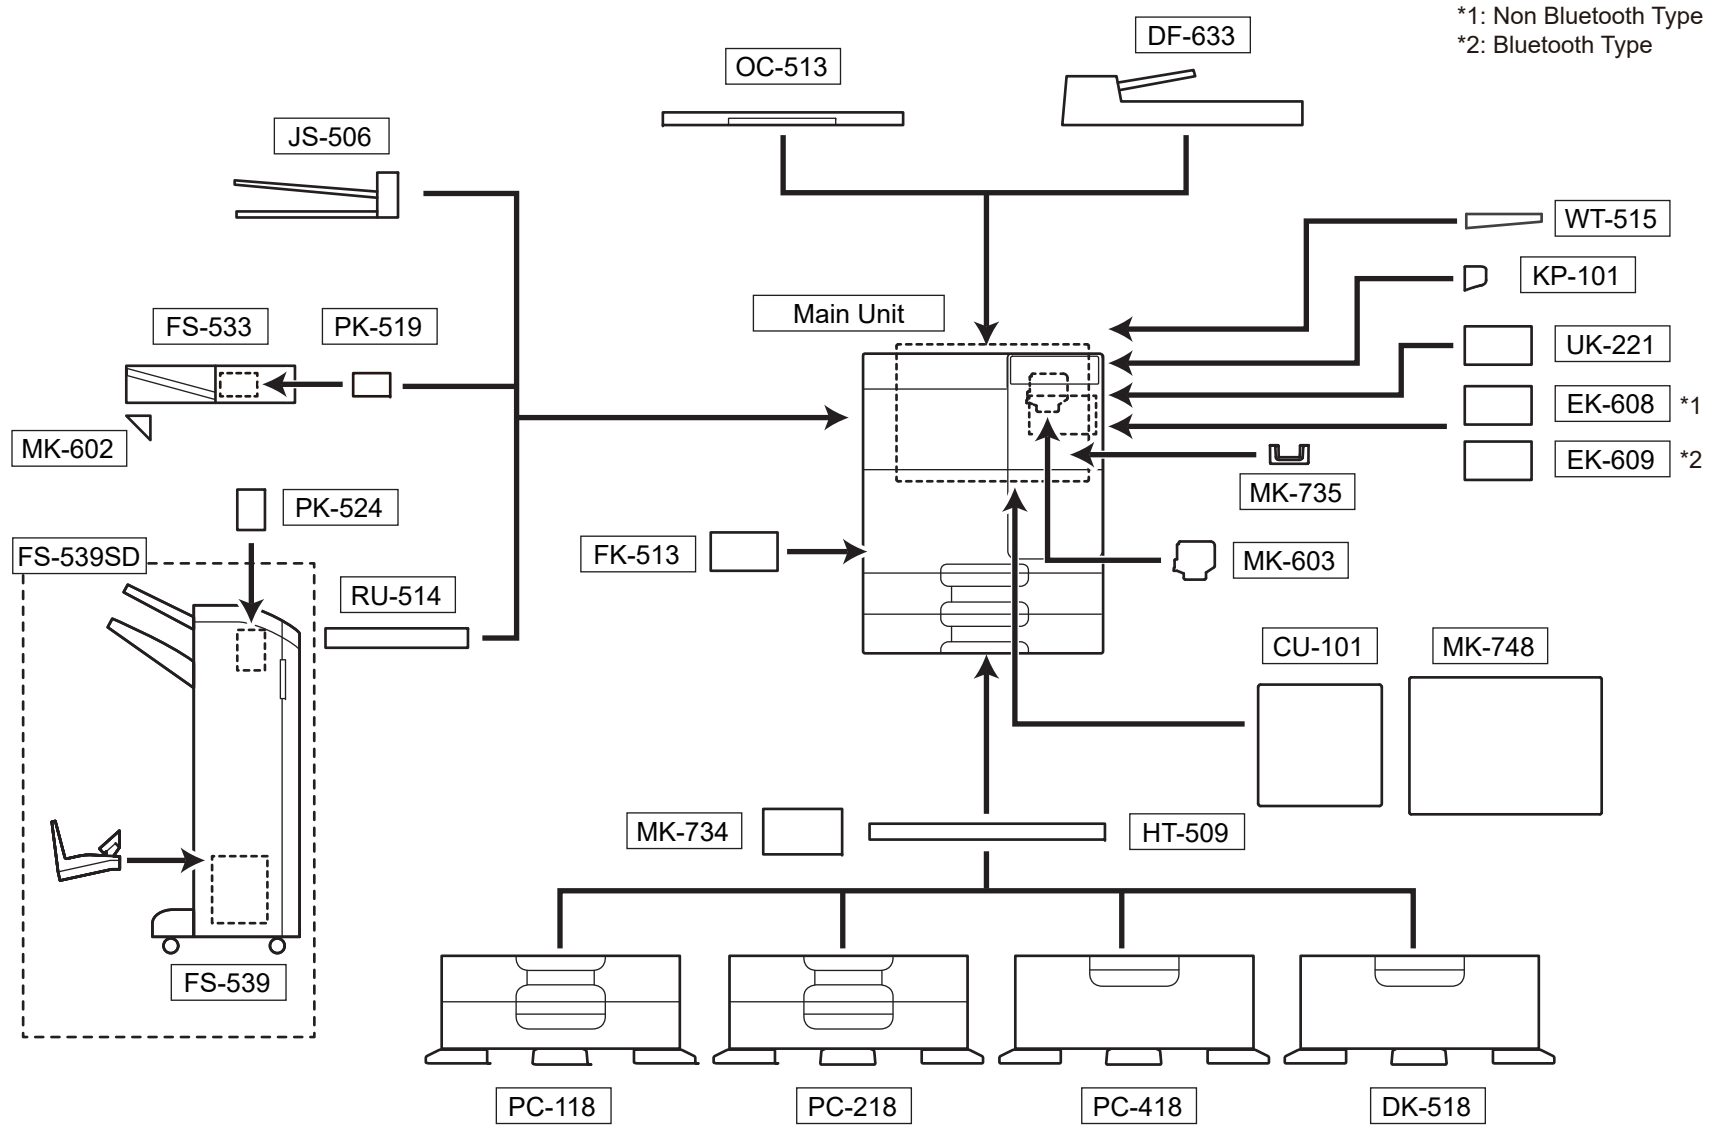 *1: Non Bluetooth Type
*2: Bluetooth Type
DF-633
OC-513
JS-506
WT-515
KP-101
Main Unit
FS-533
PK-519
UK-221
EK-608 *1
MK-602
EK-609 *2
MK-735
PK-524
FS-539SD
FK-513
MK-603
RU-514
CU-101
MK-748
MK-734
HT-509
FS-539
PC-118
PC-218
PC-418
DK-518